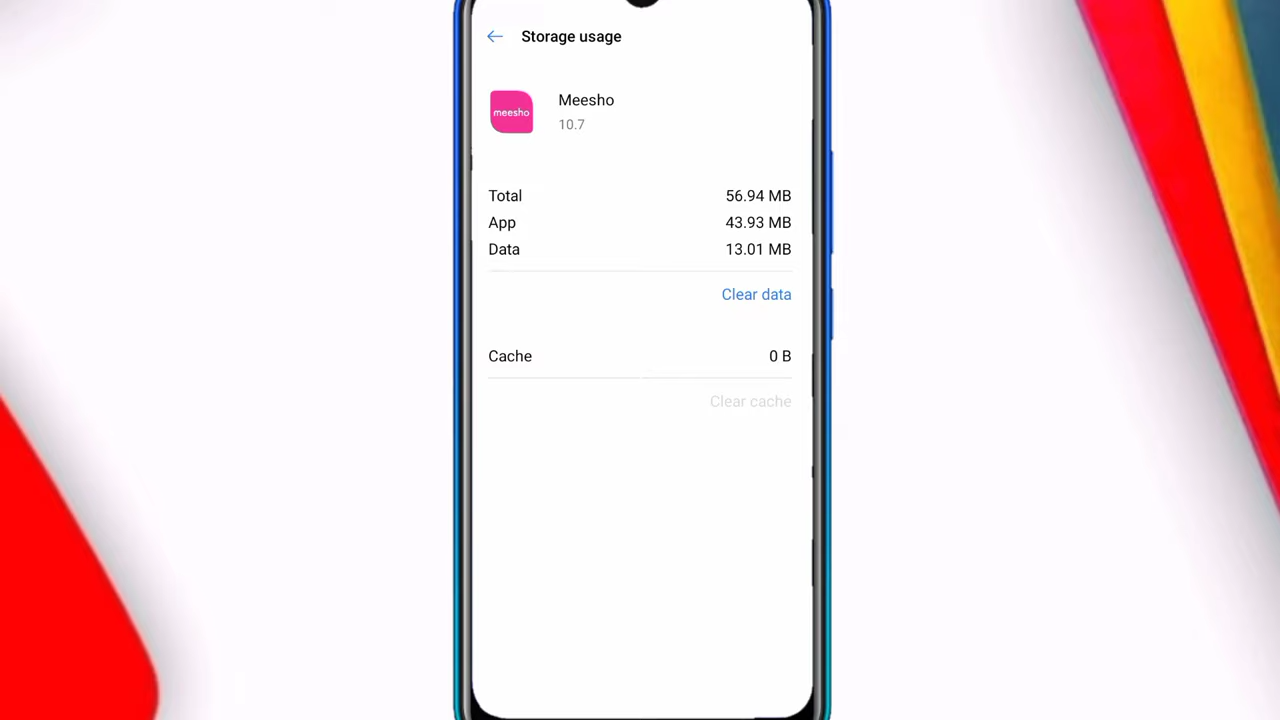 Storage usage
meesho
Meesho
10.7
Total 56.94 MB
App 43.93 MB
Data 13.01 MB
Clear data
Cache 0 B
Clear cache